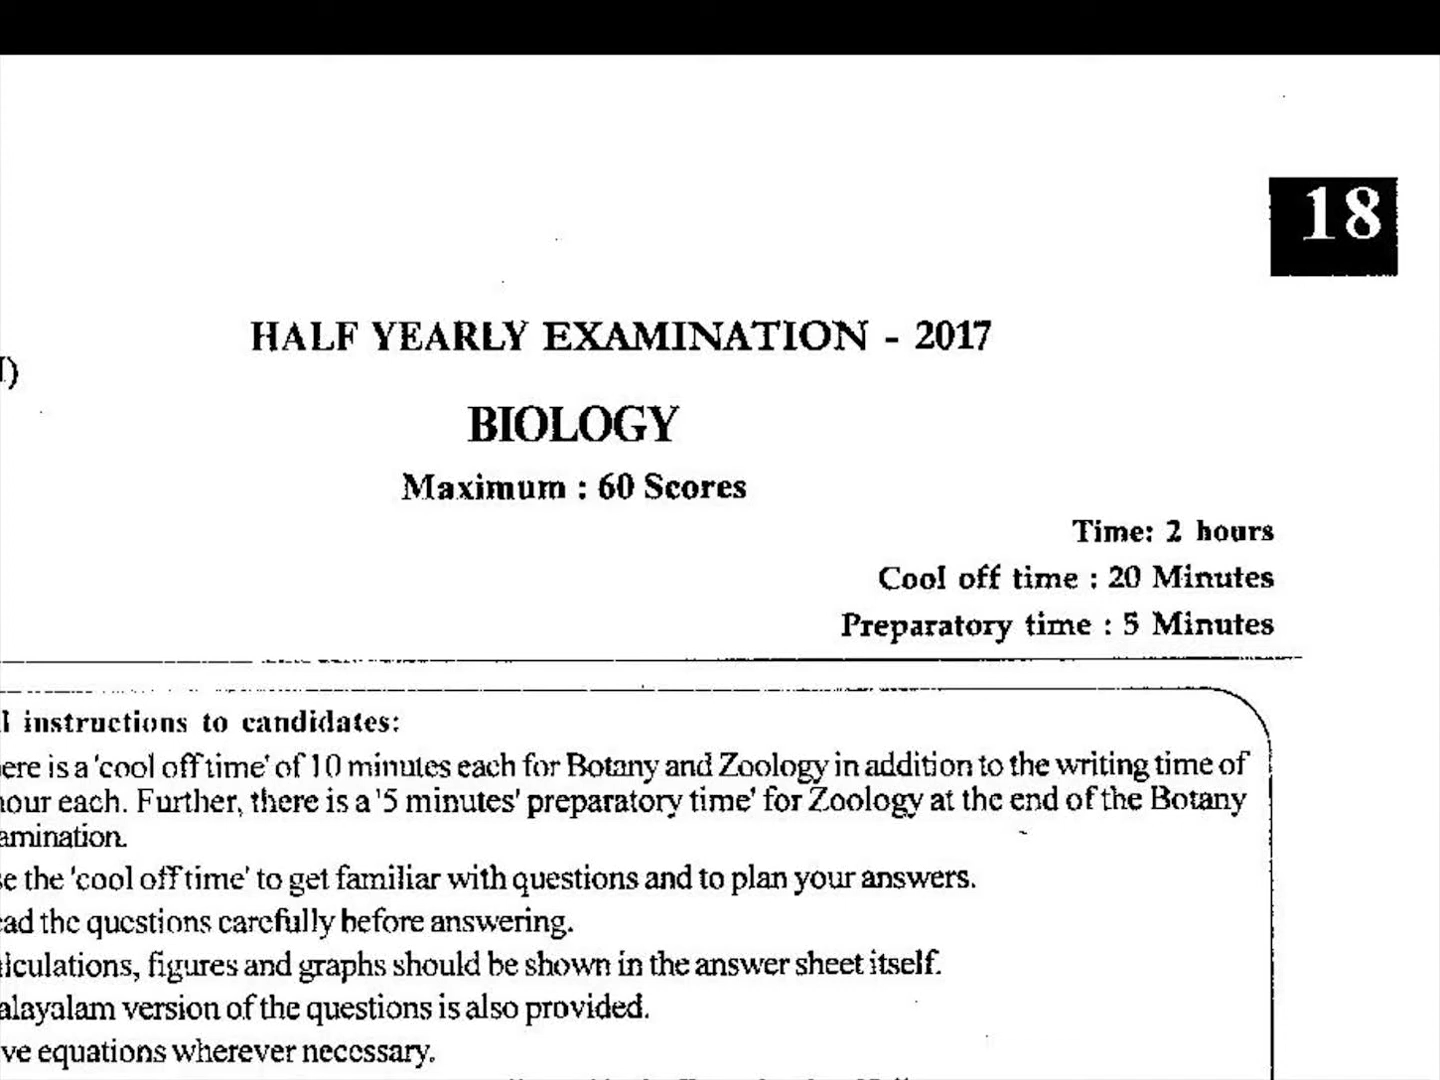 18
HALF YEARLY EXAMINATION - 2017
BIOLOGY
Maximum : 60 Scores
Time: 2 hours
Cool off time : 20 Minutes
Preparatory time : 5 Minutes
instructions to candidates:
is a 'cool off time' of 10 minutes each for Botany and Zoology in addition to the writing time of
each. Further, there is a '5 minutes' preparatory time' for Zoology at the end of the Botany
amination.
the 'cool off time' to get familiar with questions and to plan your answers.
the questions carefully before answering.
lculations, figures and graphs should be shown in the answer sheet itself.
alayalam version of the questions is also provided.
ve equations wherever necessary.